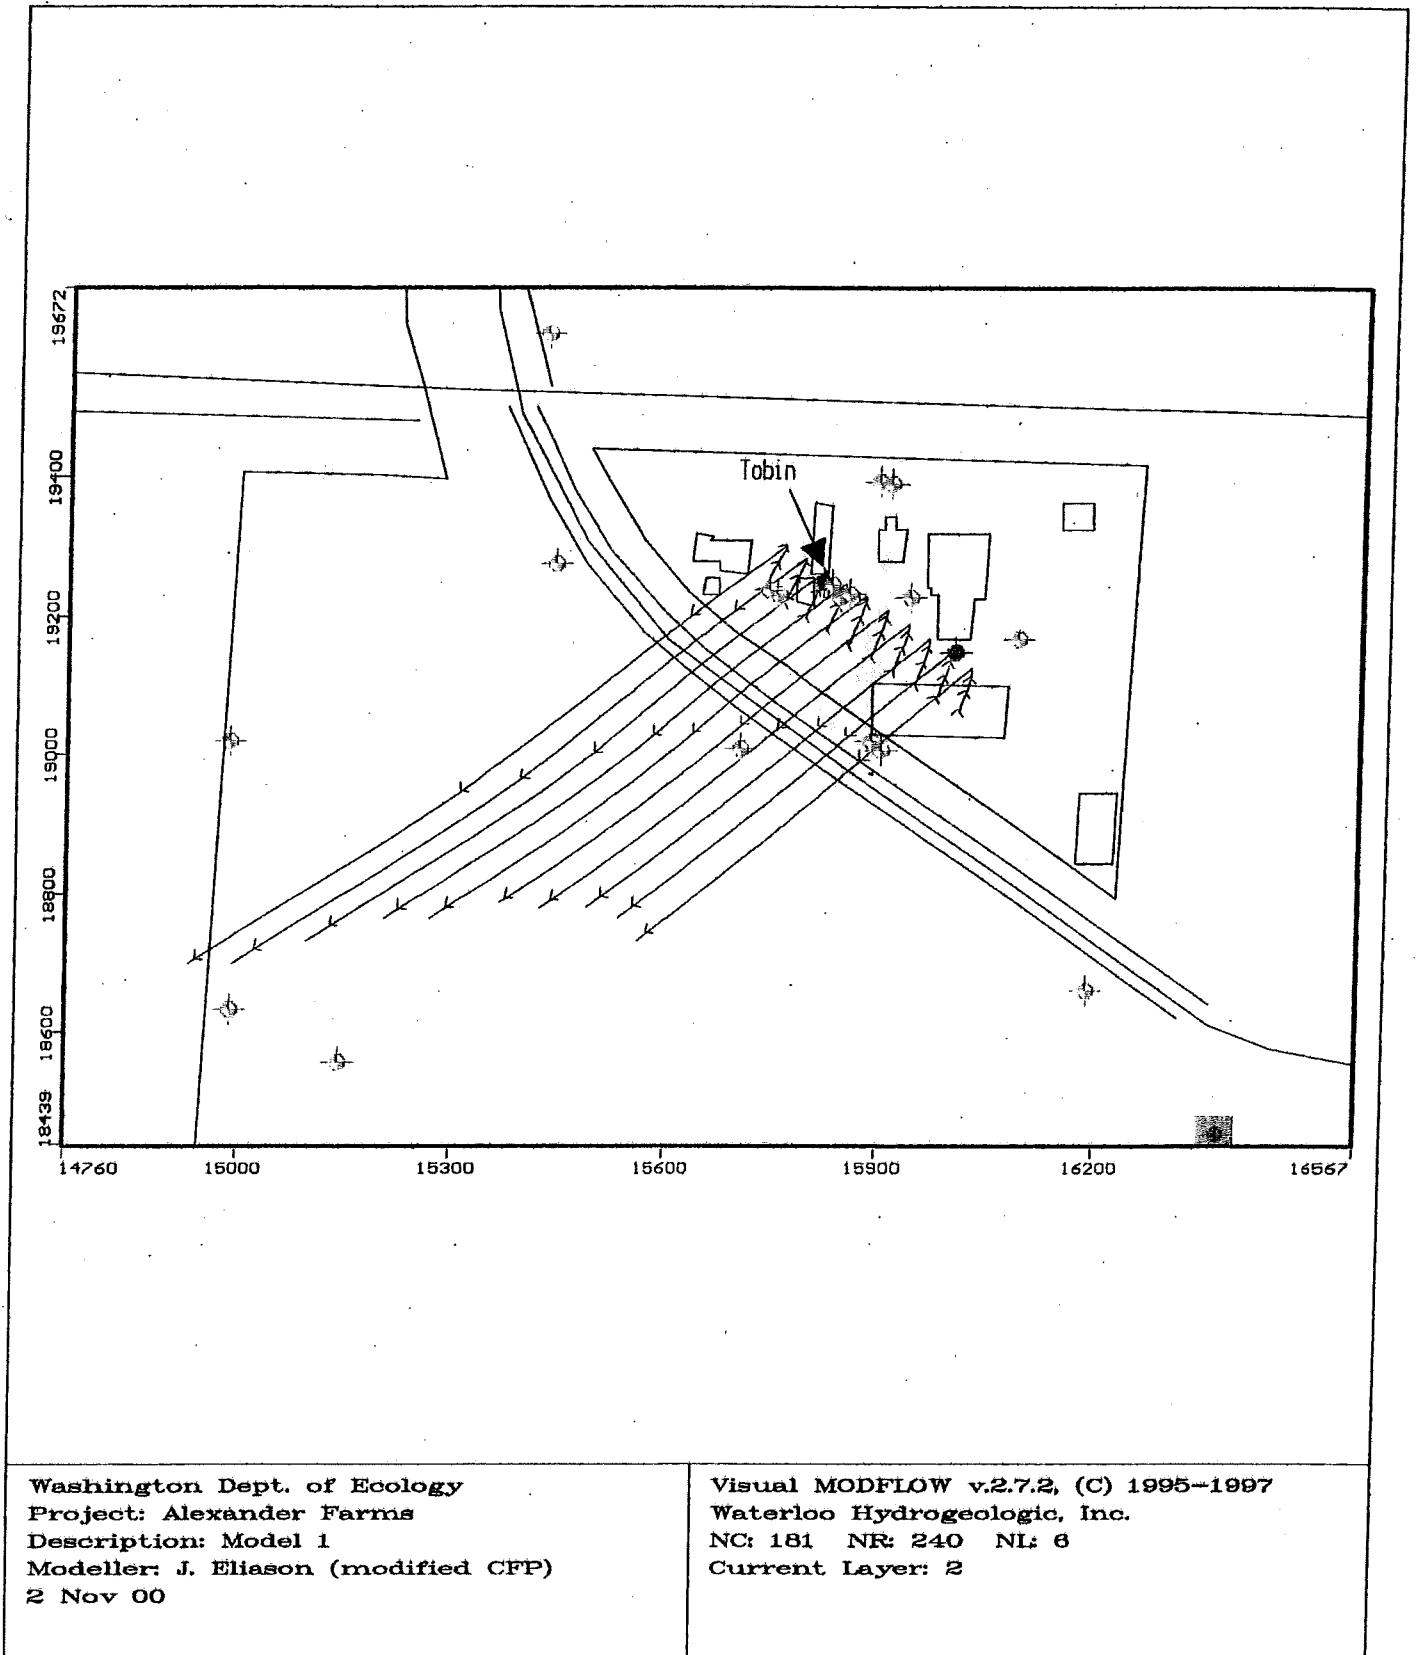 19672
19400
19200
19000
18800
18600
18439
Tobin
14760 15000 15300 15600 15900 16200 16567
Washington Dept. of Ecology
Project: Alexander Farms
Description: Model 1
Modeller: J. Eliason (modified CFP)
2 Nov 00
Visual MODFLOW v.2.7.2, (C) 1995-1997
Waterloo Hydrogeologic, Inc.
NC: 181 NR: 240 NL: 6
Current Layer: 2